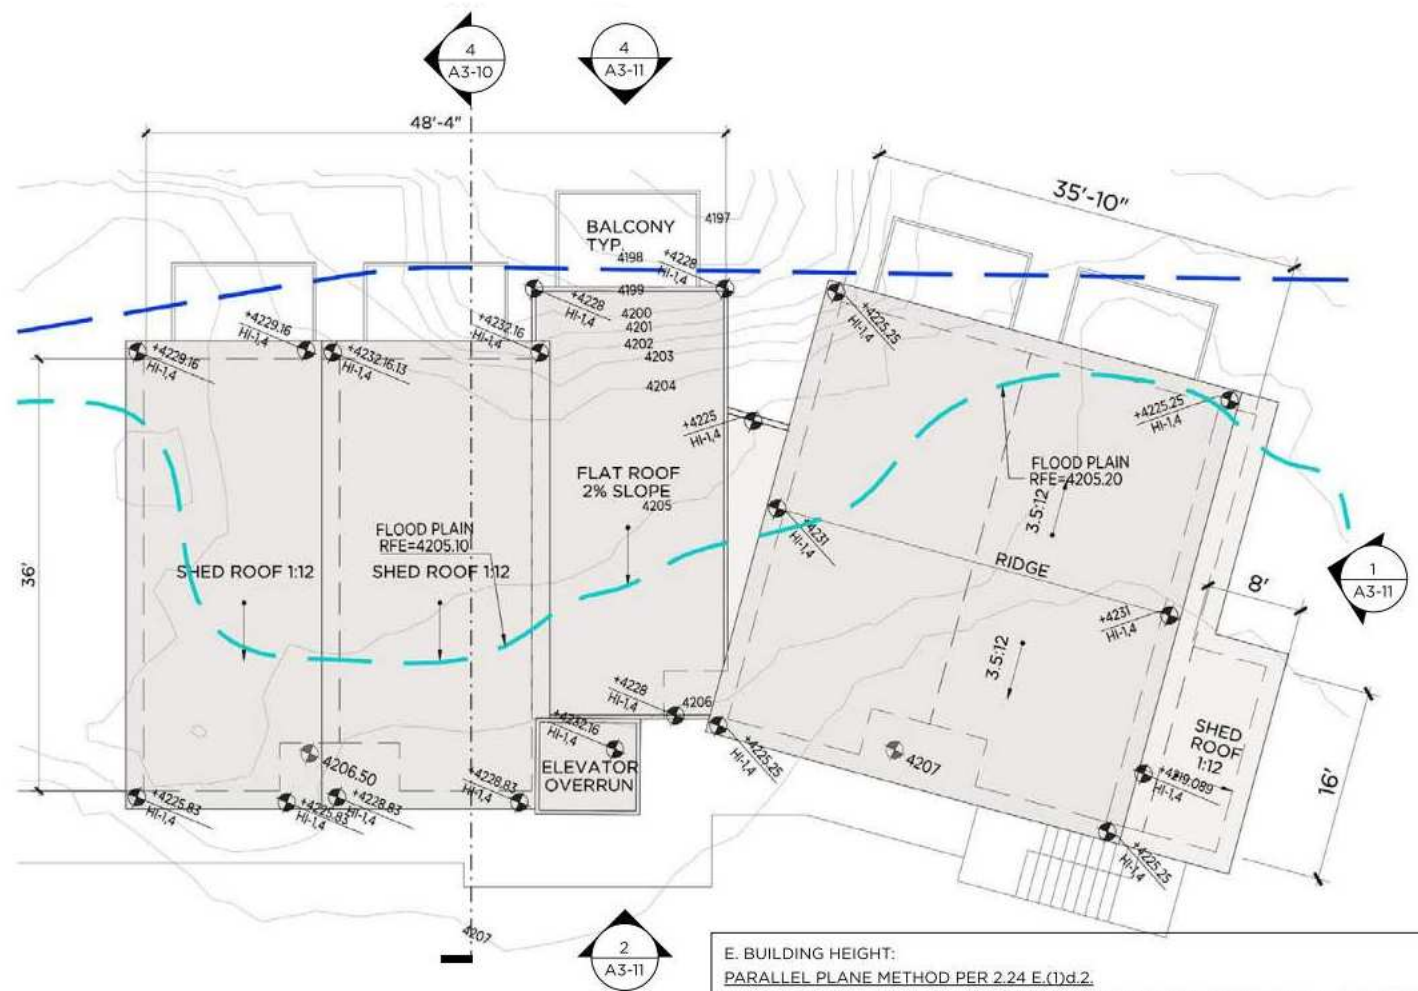 4
A3-10
4
A3-11
48'-4"
35'-10"
BALCONY
TYP.
4197
4198
+4228
HI-1,4
4199
+4228
HI-1,4
4200
4201
4202
4203
4204
+4229.16
HI-1,4
+4229.16
HI-1,4
+4232.16.13
HI-1,4
+4232.16
HI-1,4
+4225.25
HI-1,4
+4225.25
HI-1,4
+4225
HI-1,4
FLAT ROOF
2% SLOPE
4205
FLOOD PLAIN
RFE=4205.20
3.5:12
FLOOD PLAIN
RFE=4205.10
+4231
HI-1,4
RIDGE
36'
SHED ROOF 1:12
SHED ROOF 1:12
8'
1
A3-11
+4231
HI-1,4
3.5:12
+4228
HI-1,4
4206
+4232.16
HI-1,4
ELEVATOR
OVERRUN
+4225.25
HI-1,4
4207
SHED
ROOF
1:12
+4219.089
HI-1,4
16'
4206.50
+4225.83
HI-1,4
+4225.83
HI-1,4
+4228.83
HI-1,4
+4228.83
HI-1,4
+4225.25
HI-1,4
4207
2
A3-11
E. BUILDING HEIGHT:
PARALLEL PLANE METHOD PER 2.24 E.(1)d.2.